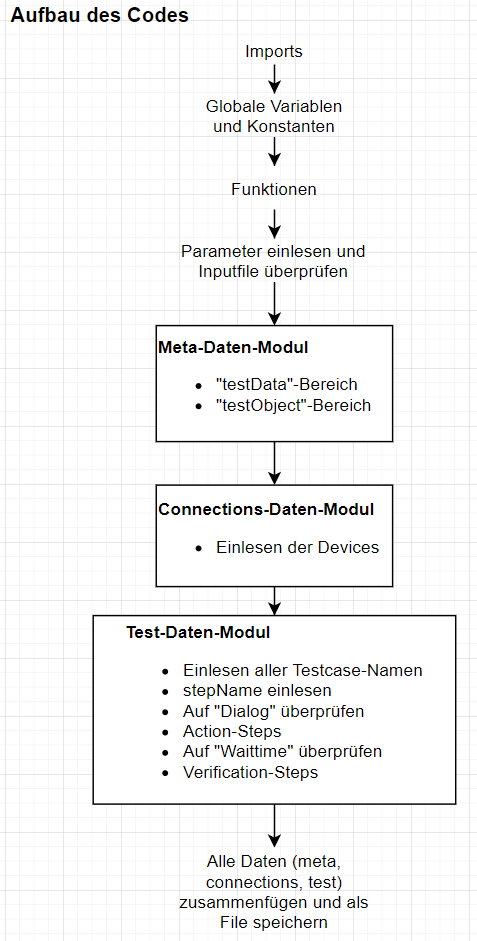 Aufbau des Codes
Imports
Globale Variablen
und Konstanten
Funktionen
Parameter einlesen und
Inputfile überprüfen
Meta-Daten-Modul
• "testData"-Bereich
• "testObject"-Bereich
Connections-Daten-Modul
• Einlesen der Devices
Test-Daten-Modul
• Einlesen aller Testcase-Namen
• stepName einlesen
• Auf "Dialog" überprüfen
• Action-Steps
• Auf "Waittime" überprüfen
• Verification-Steps
Alle Daten (meta,
connections, test)
zusammenfügen und als
File speichern